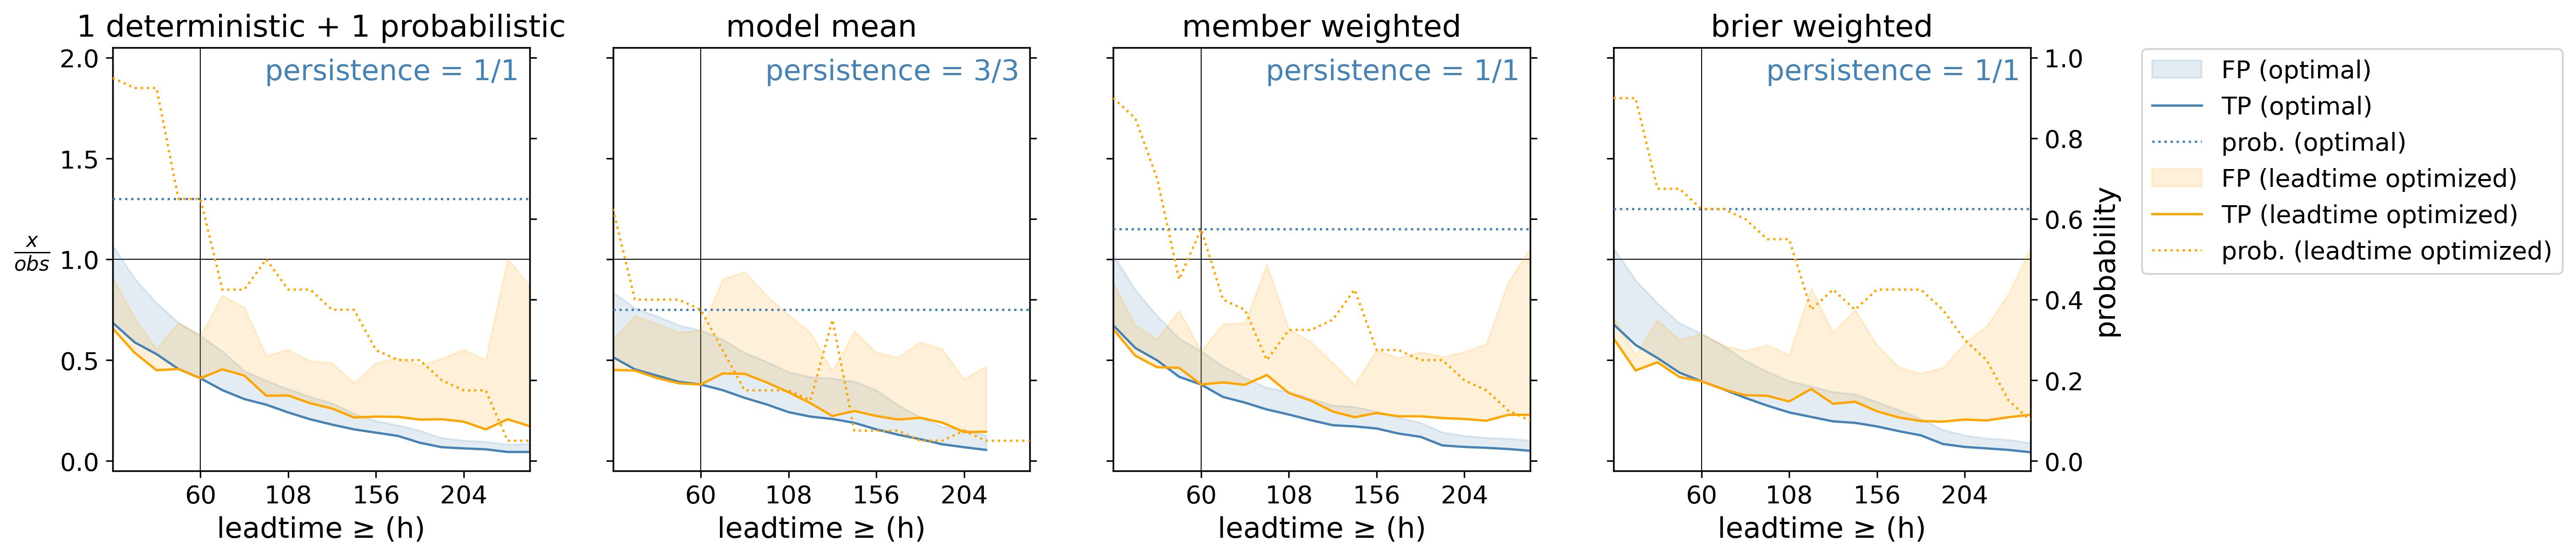 1 deterministic + 1 probabilistic
model mean
member weighted
brier weighted
persistence = 1/1
persistence = 3/3
persistence = 1/1
persistence = 1/1
2.0
1.5
x/obs 1.0
0.5
0.0
1.0
0.8
0.6
0.4
0.2
0.0
probability
60 108 156 204
60 108 156 204
60 108 156 204
60 108 156 204
leadtime ≥ (h)
leadtime ≥ (h)
leadtime ≥ (h)
leadtime ≥ (h)
FP (optimal)
TP (optimal)
prob. (optimal)
FP (leadtime optimized)
TP (leadtime optimized)
prob. (leadtime optimized)